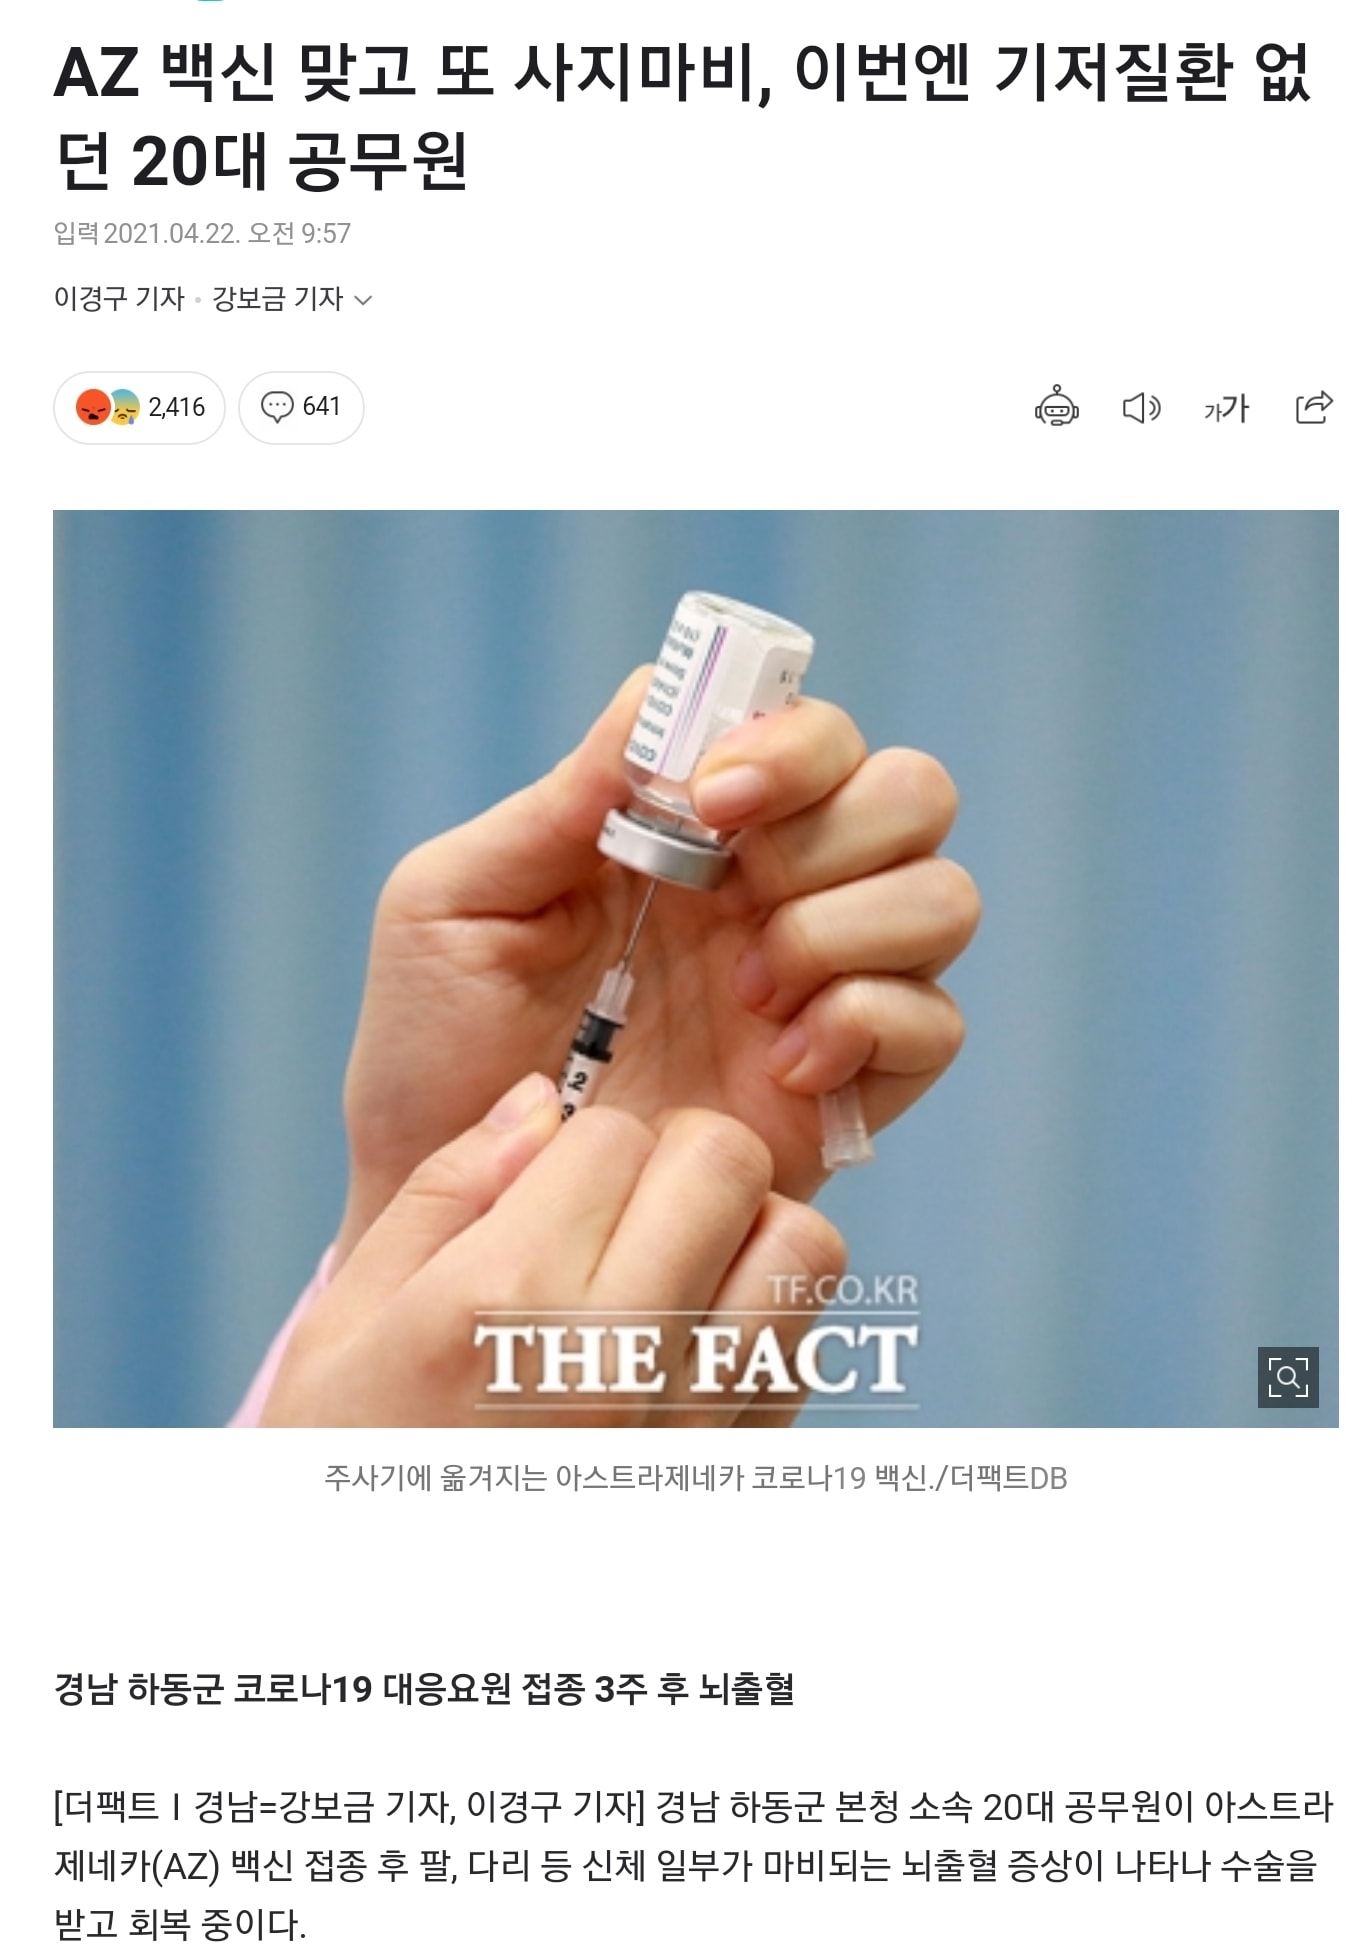 AZ 백신 맞고 또 사지마비, 이번엔 기저질환 없
던 20대 공무원
입력 2021.04.22. 오전 9:57
이경구 기자 · 강보금 기자
2,416
641
가가
.2
3
TF.CO.KR
THE FACT
주사기에 옮겨지는 아스트라제네카 코로나19 백신./더팩트DB
경남 하동군 코로나19 대응요원 접종 3주 후 뇌출혈
[더팩트ㅣ경남=강보금 기자, 이경구 기자] 경남 하동군 본청 소속 20대 공무원이 아스트라
제네카(AZ) 백신 접종 후 팔, 다리 등 신체 일부가 마비되는 뇌출혈 증상이 나타나 수술을
받고 회복 중이다.